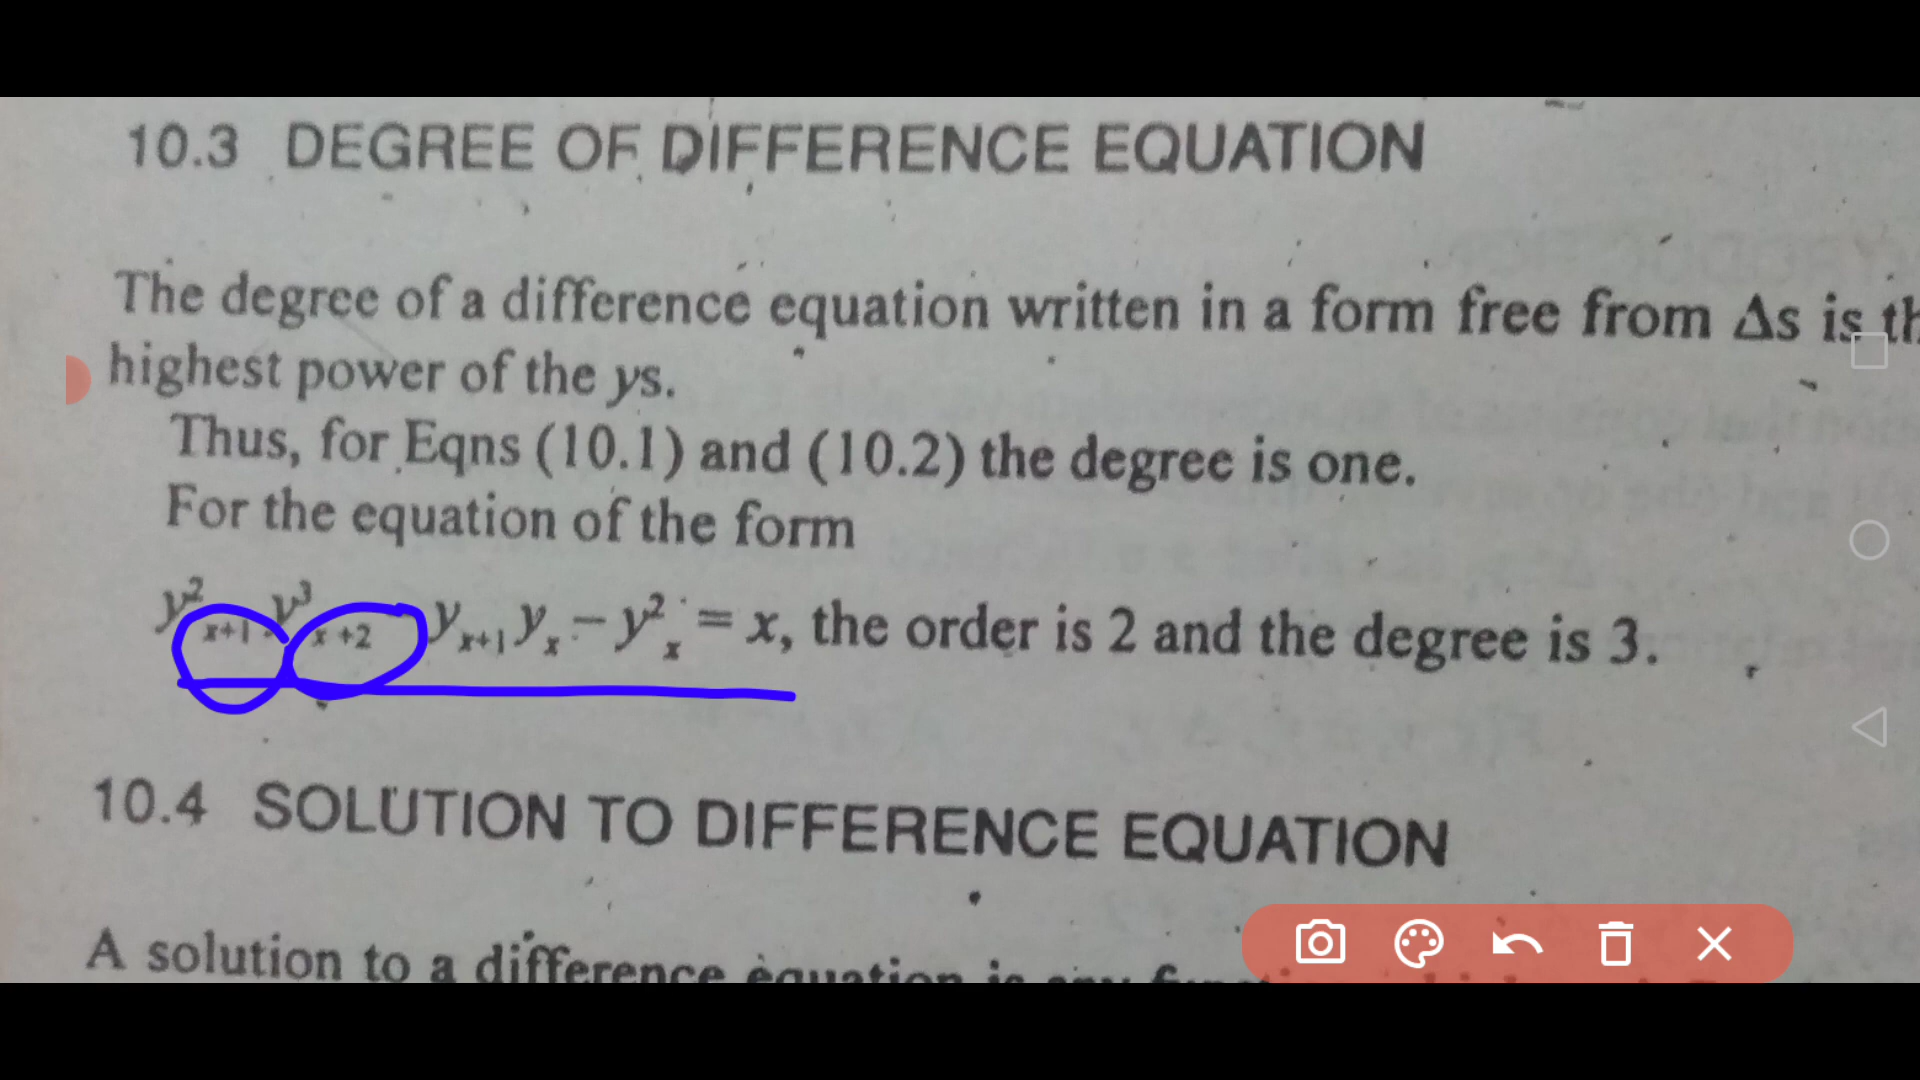 10.3 DEGREE OF DIFFERENCE EQUATION
The degree of a difference equation written in a form free from Δs is th
highest power of the ys.
Thus, for Eqns (10.1) and (10.2) the degree is one.
For the equation of the form
y²ₓ₊₁ y³ₓ₊₂ yₓ₊₁ yₓ − y²ₓ = x, the order is 2 and the degree is 3.
10.4 SOLUTION TO DIFFERENCE EQUATION
A solution to a difference equation is any